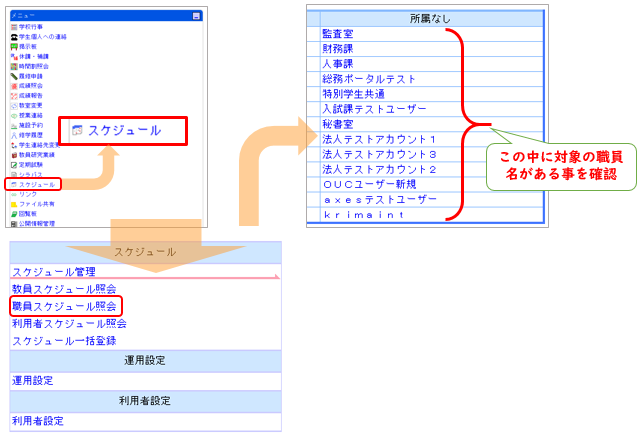 メニュー
学校行事
学生個人への連絡
掲示板
休講・補講
時間割照会
履修申請
成績照会
成績報告
教室変更
授業連絡
施設予約
修学履歴
学生連絡先変更
教員研究業績
定期試験
シラバス
スケジュール
リンク
ファイル共有
回覧板
公開情報管理
スケジュール
所属なし
監査室
財務課
人事課
総務ポータルテスト
特別学生共通
入試課テストユーザー
秘書室
法人テストアカウント１
法人テストアカウント３
法人テストアカウント２
ＯＵＣユーザー新規
ａｘｅｓテストユーザー
ｋｒｉｍａｉｎｔ
この中に対象の職員
名がある事を確認
スケジュール
スケジュール管理
教員スケジュール照会
職員スケジュール照会
利用者スケジュール照会
スケジュール一括登録
運用設定
運用設定
利用者設定
利用者設定